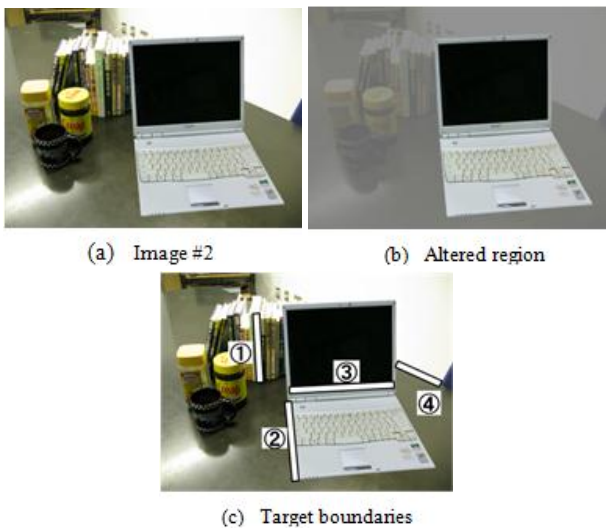 (a) Image #2
(b) Altered region
①
③
④
②
(c) Target boundaries